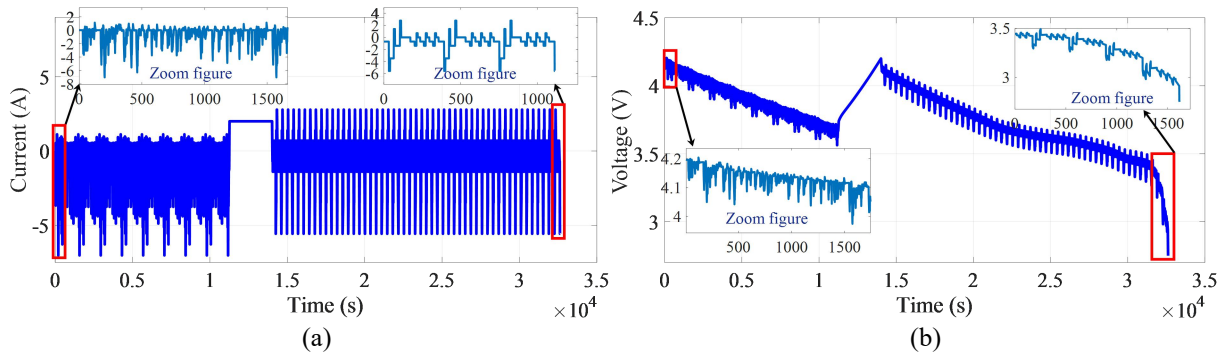 2
0
-2
-4
-6
-8
Zoom figure
0 500 1000 1500
4
2
0
-2
-4
-6
Zoom figure
0 500 1000
5
0
-5
Current (A)
0 0.5 1 1.5 2 2.5 3 3.5
Time (s)
×10⁴
(a)
4.5
4
3.5
3
Voltage (V)
3.5
3
Zoom figure
0 500 1000 1500
4.2
4.1
4
Zoom figure
500 1000 1500
0 0.5 1 1.5 2 2.5 3 3.5
Time (s)
×10⁴
(b)